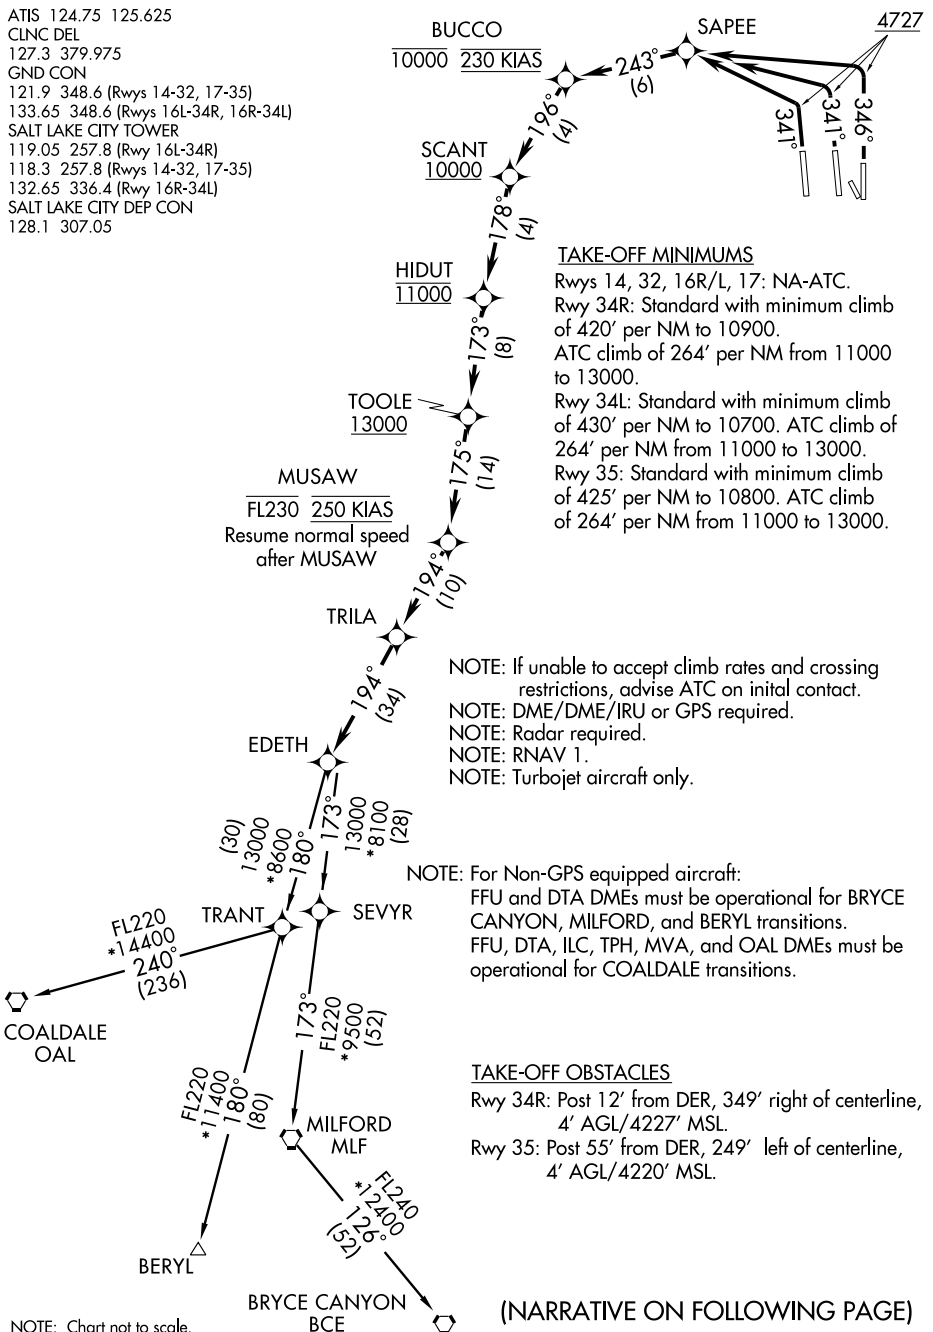 ATIS 124.75 125.625
CLNC DEL
127.3 379.975
GND CON
121.9 348.6 (Rwys 14-32, 17-35)
133.65 348.6 (Rwys 16L-34R, 16R-34L)
SALT LAKE CITY TOWER
119.05 257.8 (Rwy 16L-34R)
118.3 257.8 (Rwys 14-32, 17-35)
132.65 336.4 (Rwy 16R-34L)
SALT LAKE CITY DEP CON
128.1 307.05
BUCCO
10000 230 KIAS
SAPEE
4727
243°
(6)
341°
341°
346°
196°
(4)
SCANT
10000
178°
(4)
HIDUT
11000
173°
(8)
TOOLE
13000
175°
(14)
MUSAW
FL230 250 KIAS
Resume normal speed
after MUSAW
194°
(10)
TRILA
194°
(34)
EDETH
TAKE-OFF MINIMUMS
Rwys 14, 32, 16R/L, 17: NA-ATC.
Rwy 34R: Standard with minimum climb
of 420' per NM to 10900.
ATC climb of 264' per NM from 11000
to 13000.
Rwy 34L: Standard with minimum climb
of 430' per NM to 10700. ATC climb of
264' per NM from 11000 to 13000.
Rwy 35: Standard with minimum climb
of 425' per NM to 10800. ATC climb
of 264' per NM from 11000 to 13000.
NOTE: If unable to accept climb rates and crossing
restrictions, advise ATC on inital contact.
NOTE: DME/DME/IRU or GPS required.
NOTE: Radar required.
NOTE: RNAV 1.
NOTE: Turbojet aircraft only.
(30)
13000
*8600
180°
173°
13000
*8100
(28)
NOTE: For Non-GPS equipped aircraft:
FFU and DTA DMEs must be operational for BRYCE
CANYON, MILFORD, and BERYL transitions.
FFU, DTA, ILC, TPH, MVA, and OAL DMEs must be
operational for COALDALE transitions.
TRANT
SEVYR
FL220
*14400
240°
(236)
COALDALE
OAL
173°
FL220
*9500
(52)
FL220
*11400
180°
(80)
TAKE-OFF OBSTACLES
Rwy 34R: Post 12' from DER, 349' right of centerline,
4' AGL/4227' MSL.
Rwy 35: Post 55' from DER, 249' left of centerline,
4' AGL/4220' MSL.
MILFORD
MLF
FL240
*12400
126°
(52)
BERYL
BRYCE CANYON
BCE
(NARRATIVE ON FOLLOWING PAGE)
NOTE: Chart not to scale.